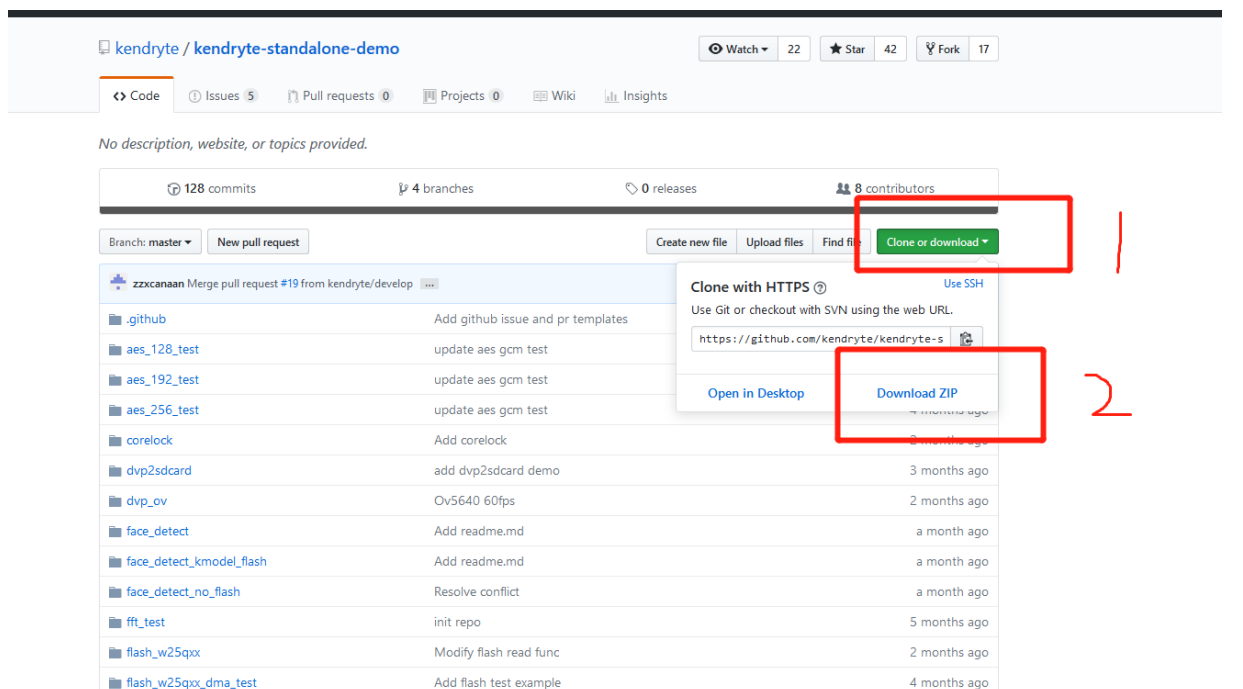 kendryte / kendryte-standalone-demo
Watch 22 Star 42 Fork 17
Code Issues 5 Pull requests 0 Projects 0 Wiki Insights
No description, website, or topics provided.
128 commits 4 branches 0 releases 8 contributors
1
Branch: master New pull request Create new file Upload files Find file Clone or download
zzxcanaan Merge pull request #19 from kendryte/develop ...
Clone with HTTPS ? Use SSH
Use Git or checkout with SVN using the web URL.
https://github.com/kendryte/kendryte-s
Open in Desktop Download ZIP
2
.github Add github issue and pr templates
aes_128_test update aes gcm test
aes_192_test update aes gcm test
aes_256_test update aes gcm test 4 months ago
corelock Add corelock 2 months ago
dvp2sdcard add dvp2sdcard demo 3 months ago
dvp_ov Ov5640 60fps 2 months ago
face_detect Add readme.md a month ago
face_detect_kmodel_flash Add readme.md a month ago
face_detect_no_flash Resolve conflict a month ago
fft_test init repo 5 months ago
flash_w25qxx Modify flash read func 2 months ago
flash_w25qxx_dma_test Add flash test example 4 months ago